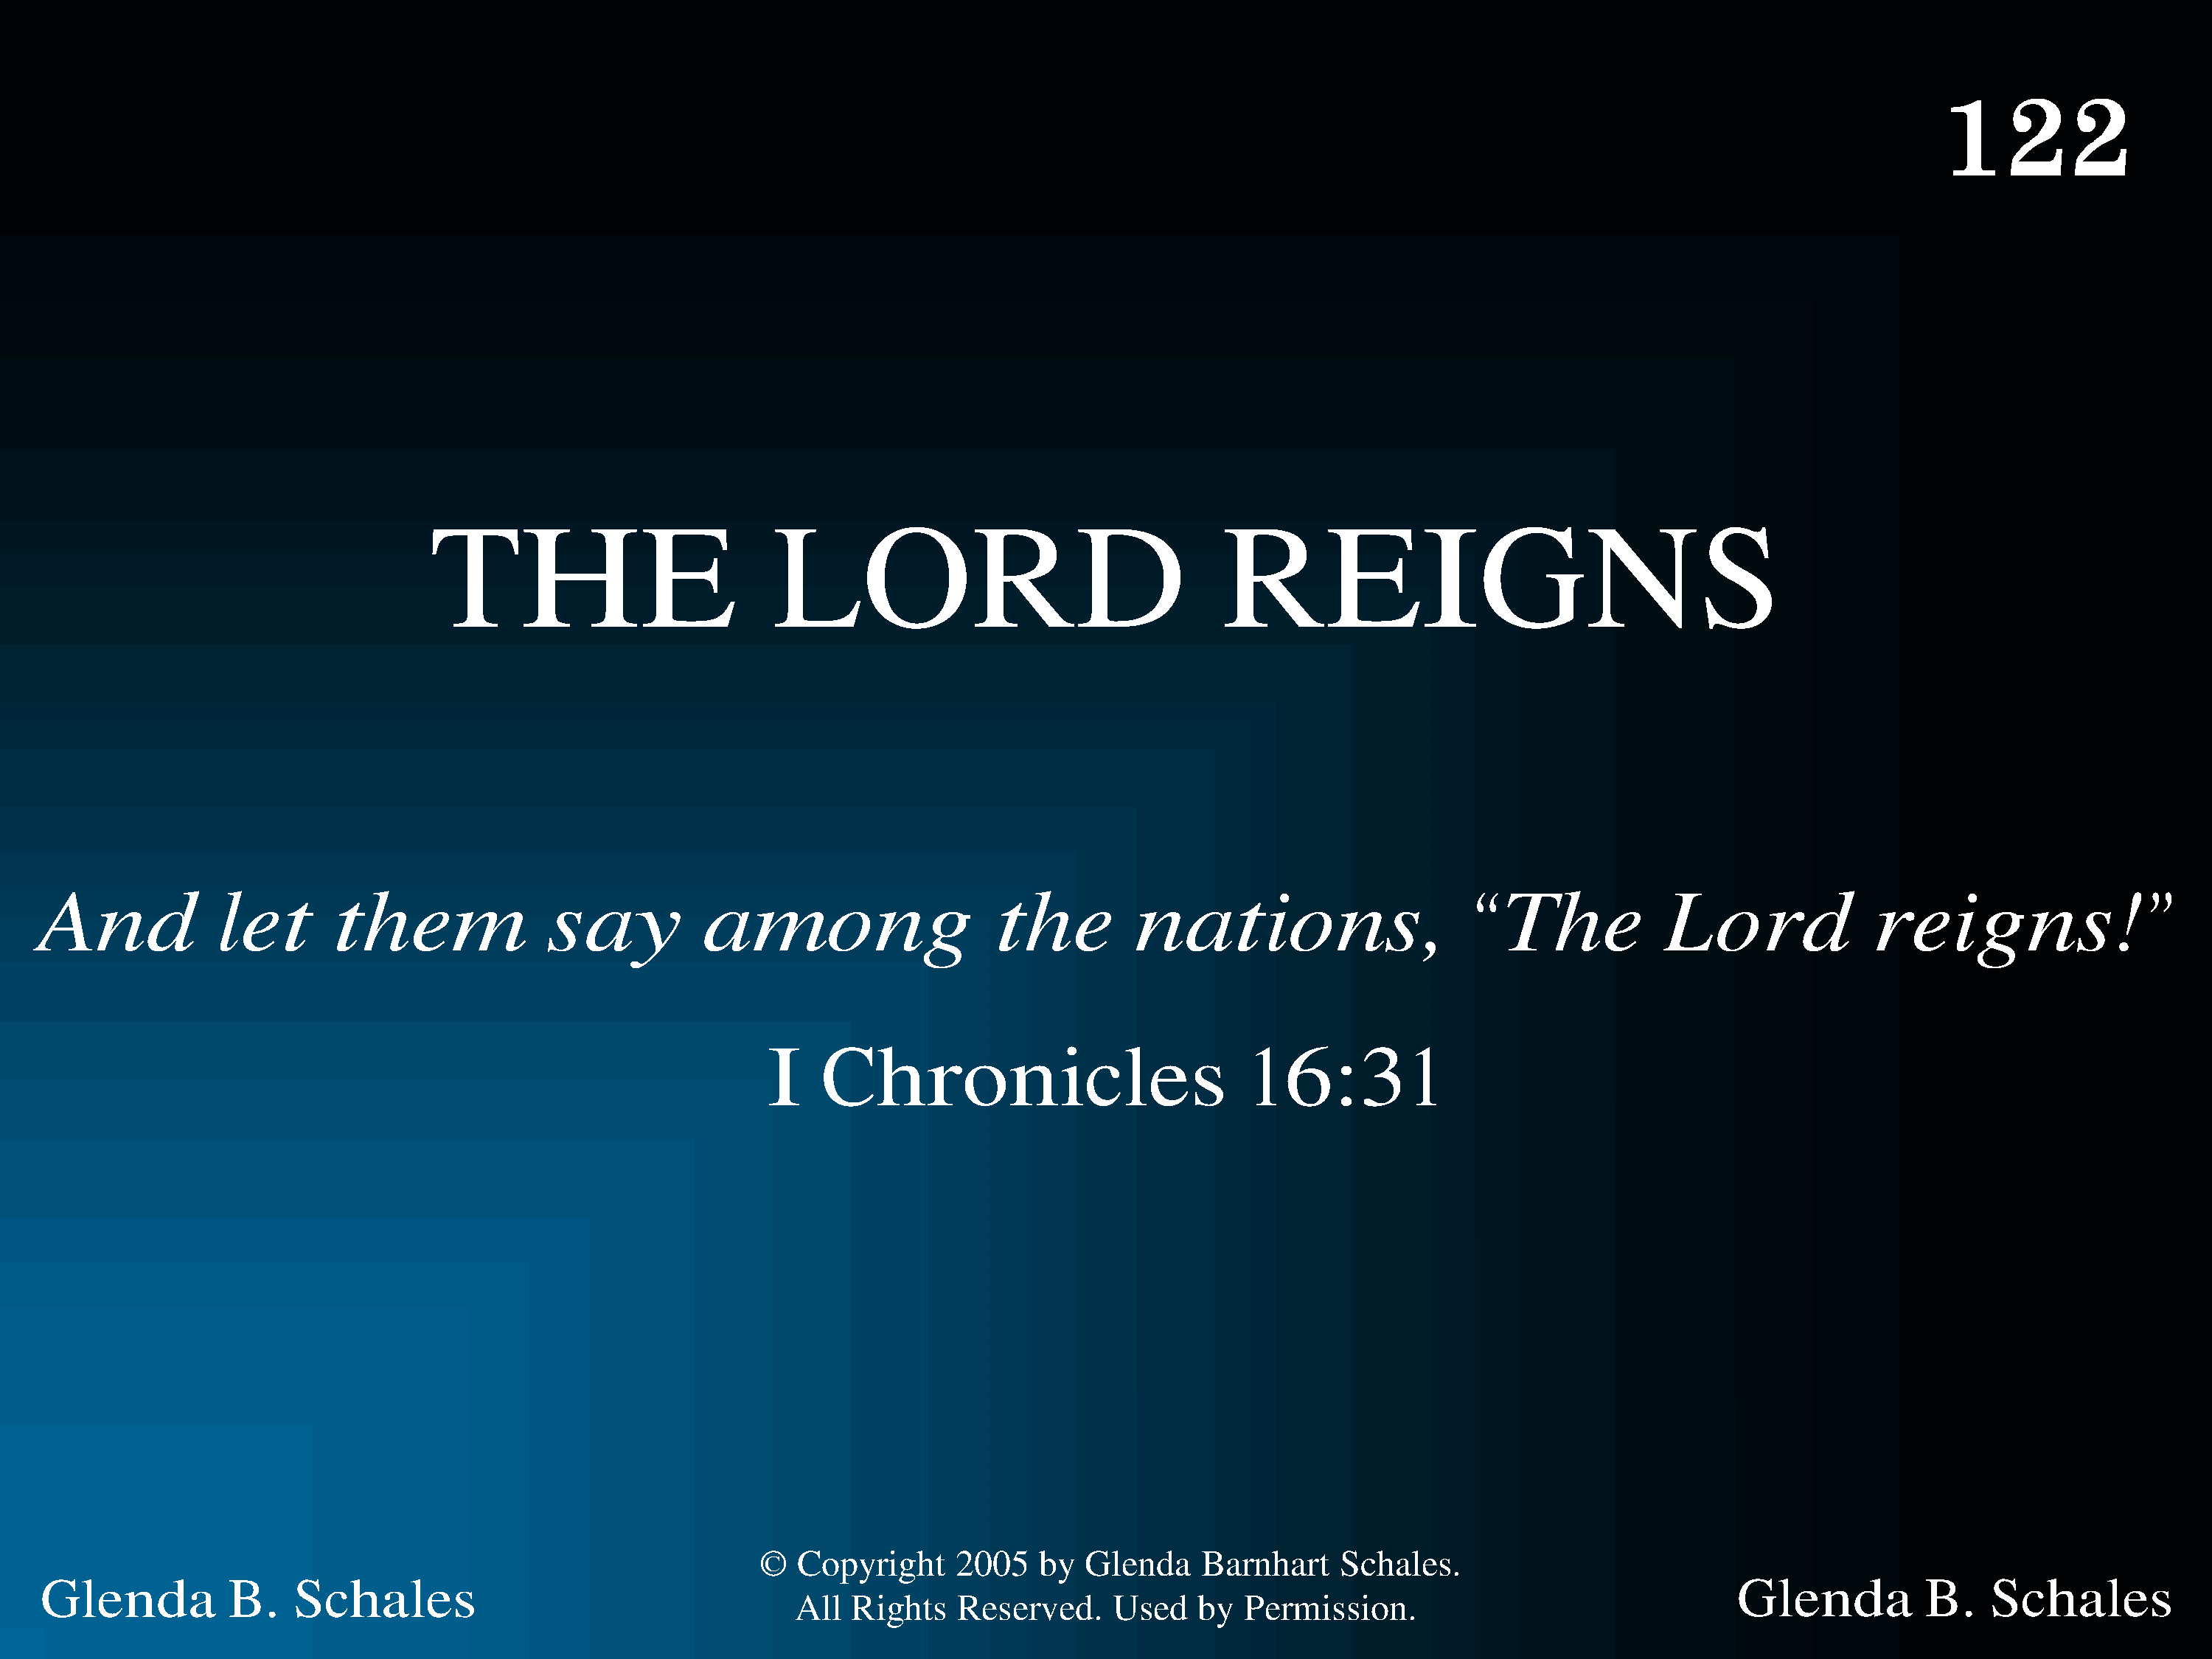 122
THE LORD REIGNS
And let them say among the nations, “The Lord reigns!”
I Chronicles 16:31
Glenda B. Schales
© Copyright 2005 by Glenda Barnhart Schales.
All Rights Reserved. Used by Permission.
Glenda B. Schales